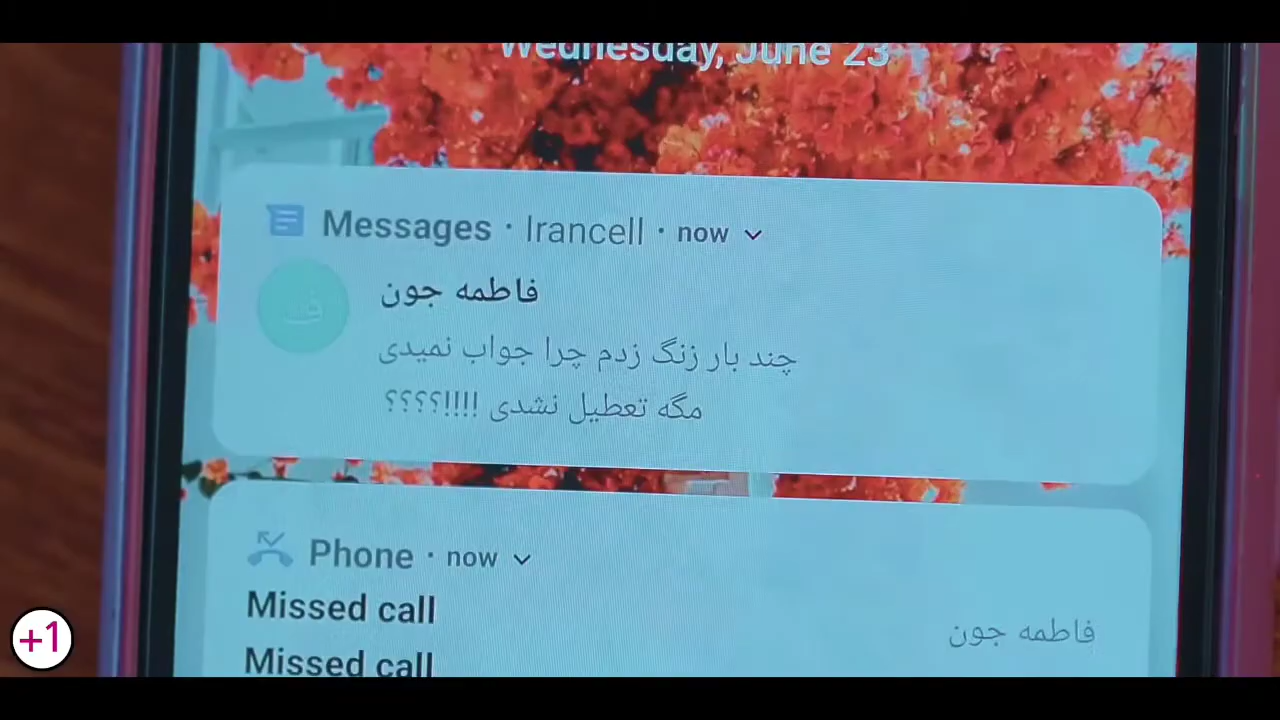 Wednesday, June 23
Messages · Irancell · now
ف
فاطمه جون
چند بار زنگ زدم چرا جواب نمیدی
مگه تعطیل نشدی !!!!؟؟؟؟
Phone · now
Missed call
فاطمه جون
Missed call
+1